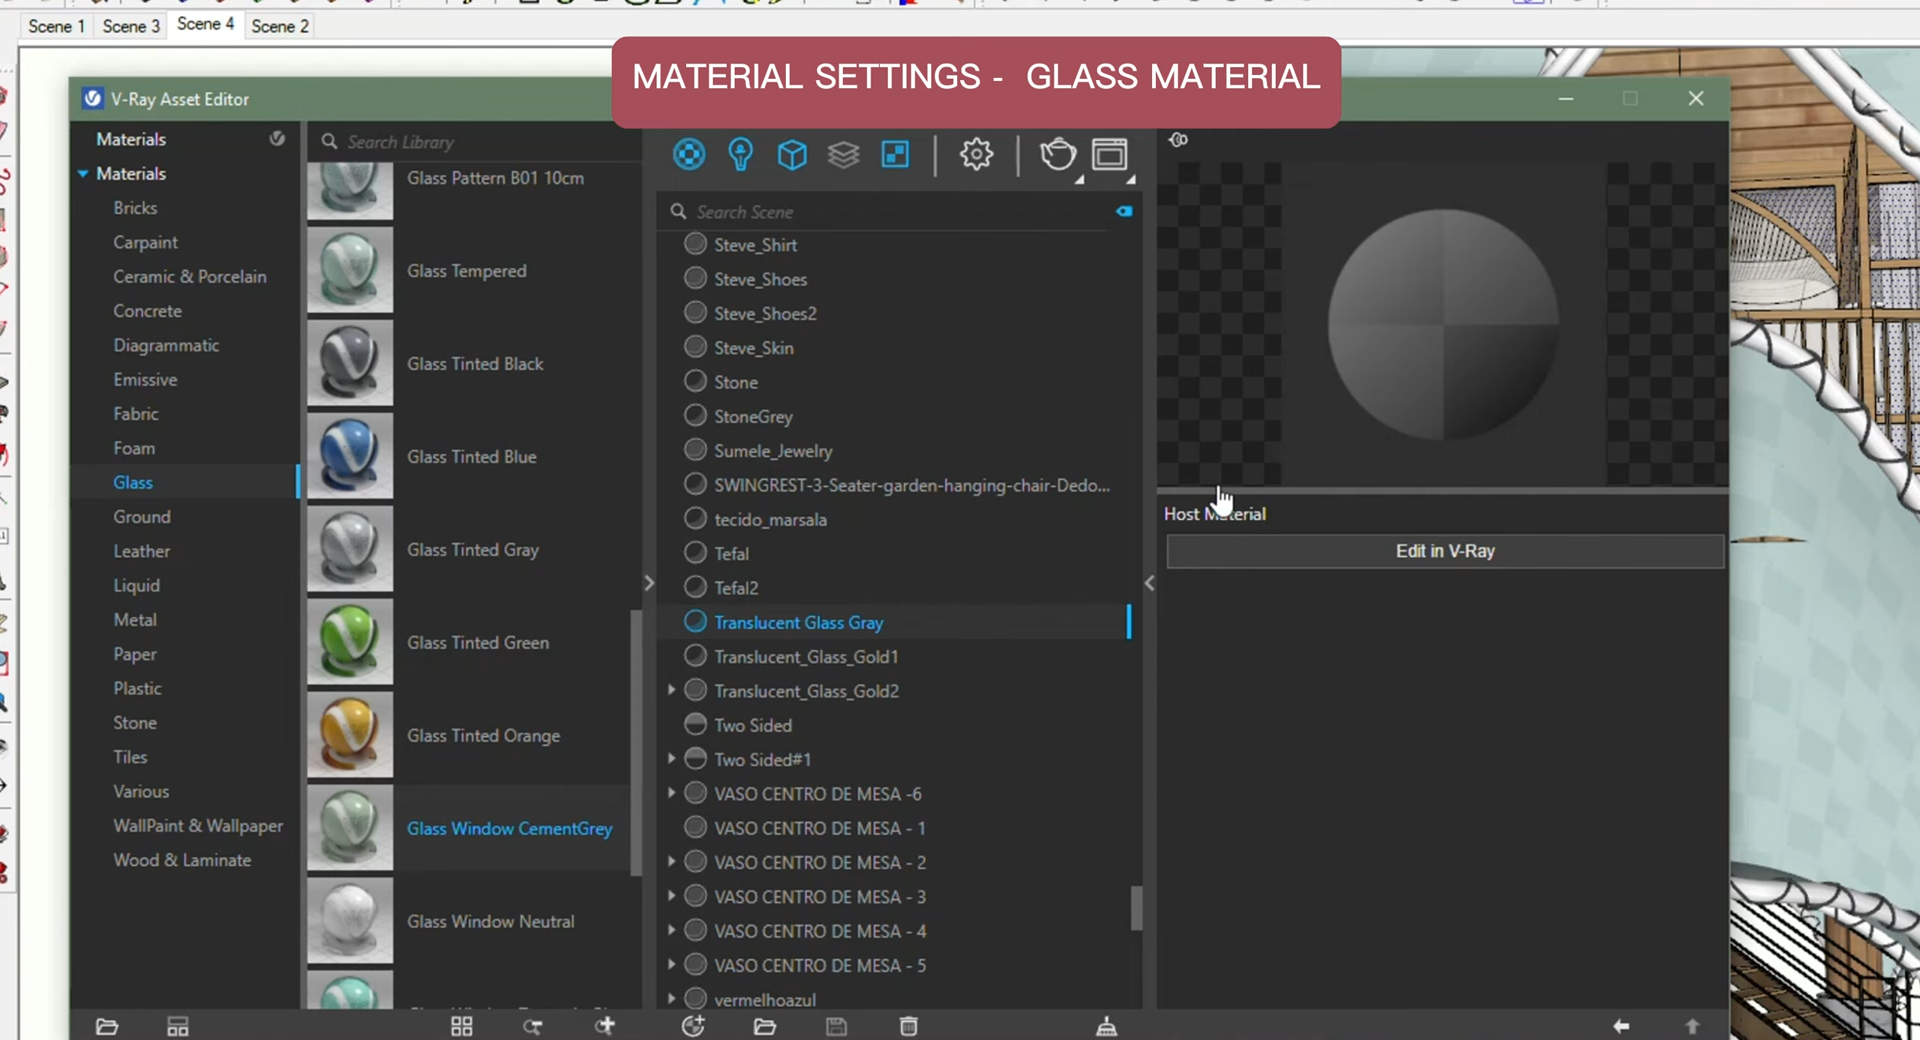 Scene 1
Scene 3
Scene 4
Scene 2
MATERIAL SETTINGS - GLASS MATERIAL
V-Ray Asset Editor
Materials
Materials
Bricks
Carpaint
Ceramic & Porcelain
Concrete
Diagrammatic
Emissive
Fabric
Foam
Glass
Ground
Leather
Liquid
Metal
Paper
Plastic
Stone
Tiles
Various
WallPaint & Wallpaper
Wood & Laminate
Search Library
Glass Pattern B01 10cm
Glass Tempered
Glass Tinted Black
Glass Tinted Blue
Glass Tinted Gray
Glass Tinted Green
Glass Tinted Orange
Glass Window CementGrey
Glass Window Neutral
Search Scene
Steve_Shirt
Steve_Shoes
Steve_Shoes2
Steve_Skin
Stone
StoneGrey
Sumele_Jewelry
SWINGREST-3-Seater-garden-hanging-chair-Dedo...
tecido_marsala
Tefal
Tefal2
Translucent Glass Gray
Translucent_Glass_Gold1
Translucent_Glass_Gold2
Two Sided
Two Sided#1
VASO CENTRO DE MESA -6
VASO CENTRO DE MESA - 1
VASO CENTRO DE MESA - 2
VASO CENTRO DE MESA - 3
VASO CENTRO DE MESA - 4
VASO CENTRO DE MESA - 5
vermelhoazul
Host Material
Edit in V-Ray